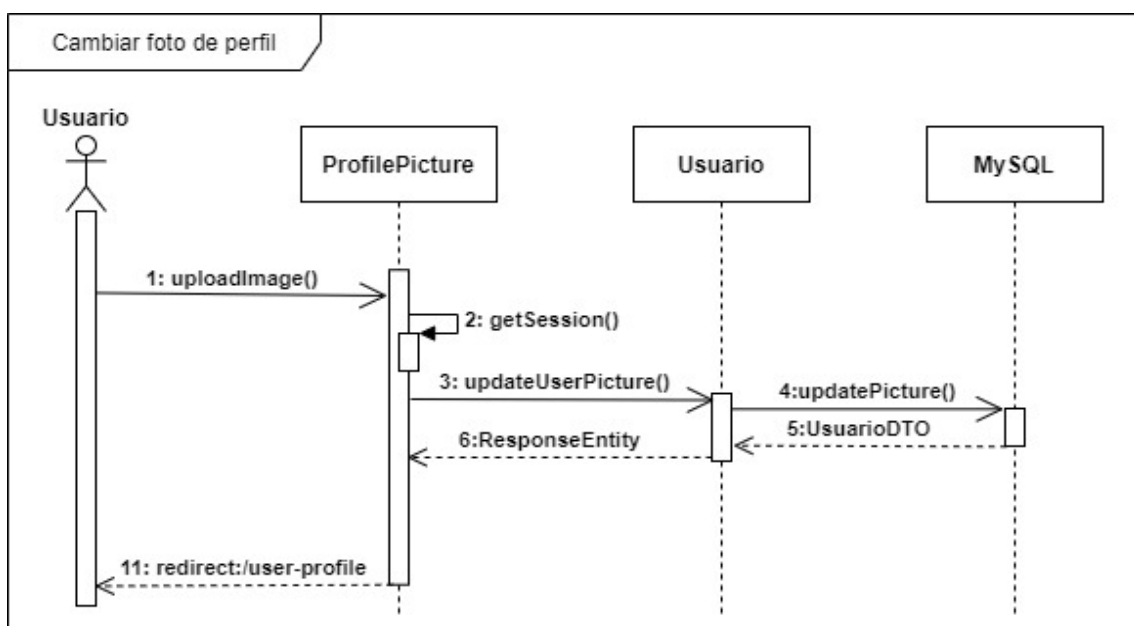 Cambiar foto de perfil
Usuario
ProfilePicture
Usuario
MySQL
1: uploadImage()
2: getSession()
3: updateUserPicture()
4:updatePicture()
5:UsuarioDTO
6:ResponseEntity
11: redirect:/user-profile